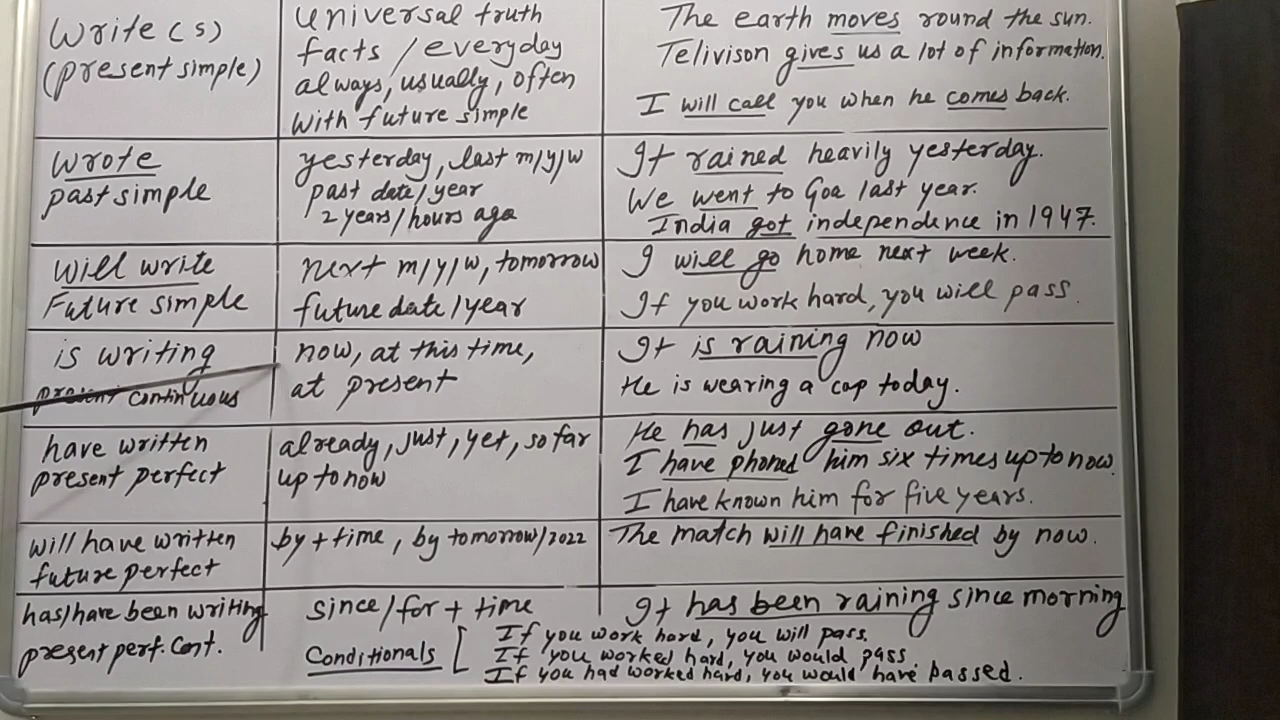 Write(s)
(present simple)
universal truth
facts / everyday
always, usually, often
with future simple
The earth moves round the sun.
Telivison gives us a lot of information.
I will call you when he comes back.
Wrote
past simple
yesterday, last m/y/w
past date/year
2 years/hours ago
It rained heavily yesterday.
We went to Goa last year.
India got independence in 1947.
will write
Future simple
next m/y/w, tomorrow
future date/year
I will go home next week.
If you work hard, you will pass.
is writing
present continuous
now, at this time,
at present
It is raining now
He is wearing a cap today.
have written
present perfect
already, just, yet, so far
up to now
He has just gone out.
I have phoned him six times up to now.
I have known him for five years.
will have written
future perfect
by + time, by tomorrow/2022
The match will have finished by now.
has/have been writing
present perf. cont.
since/for + time
It has been raining since morning
Conditionals
If you work hard, you will pass.
If you worked hard, you would pass.
If you had worked hard, you would have passed.